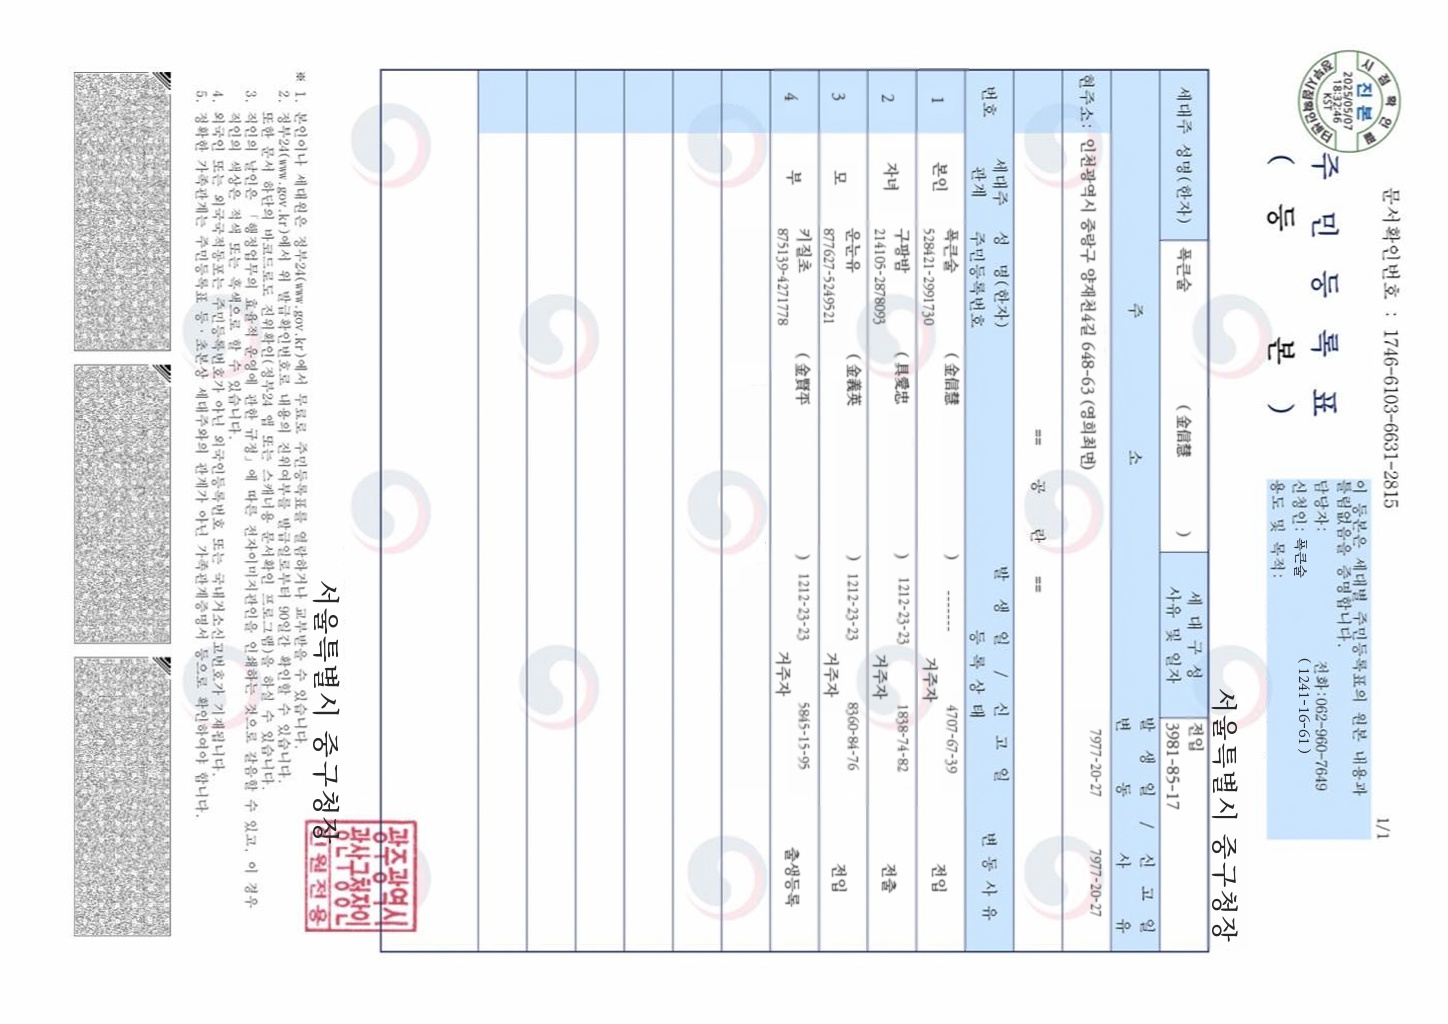 문서확인번호 : 1746-6103-6631-2815
1/1
시점확인필
진본
2025/05/07
18:32:46
KST
주 민 등 록 표
( 등 본 )
이 등본은 세대별 주민등록표의 원본 내용과
틀림없음을 증명합니다.
담당자: 전화:062-960-7649
신청인: 폭큰술 (1241-16-61)
용도 및 목적:
서울특별시 중구청장
세대주 성명(한자) 폭큰술 (金信慧 ) 세 대 구 성 사유 및 일자 전입
3981-85-17
주 소 발 생 일 / 신 고 일
변 동 사 유
현주소: 인천광역시 중랑구 양재천4길 648-63 (영희최면) 7977-20-27 7977-20-27
== 공 란 ==
번호 세대주 관계 성 명(한자) 주민등록번호 발 생 일 / 신 고 일 등 록 상 태 변 동 사 유
1 본인 폭큰술 (金信慧 ) ------- 4707-67-39 전입
528421-2991730 거주자
2 자녀 구팡밤 (具愛忠 ) 1212-23-23 1838-74-82 전출
214105-2878093 거주자
3 모 운눈유 (金義英 ) 1212-23-23 8360-84-76 전입
877627-5249521 거주자
4 부 키질초 (金賢平 ) 1212-23-23 5845-15-95 출생등록
875139-4271778 거주자
서울특별시 중구청장
광주광역시
광산구청장인
민원전용
※ 1. 본인이나 세대원은 정부24(www.gov.kr)에서 무료로 주민등록표를 열람하거나 교부받을 수 있습니다.
2. 정부24(www.gov.kr)에서 위 발급확인번호로 내용의 진위여부를 발급일로부터 90일간 확인할 수 있습니다.
또한 문서 하단의 바코드로도 진위확인(정부24 앱 또는 스캐너용 문서확인 프로그램)을 하실 수 있습니다.
3. 직인의 날인은 「행정업무의 효율적 운영에 관한 규정」에 따른 전자이미지관인을 인쇄하는 것으로 갈음할 수 있고, 이 경우
직인의 색상은 적색 또는 흑색으로 할 수 있습니다.
4. 외국인 또는 외국국적동포는 주민등록번호가 아닌 외국인등록번호 또는 국내거소신고번호가 기재됩니다.
5. 정확한 가족관계는 주민등록표 등·초본상 세대주와의 관계가 아닌 가족관계증명서 등으로 확인하여야 합니다.